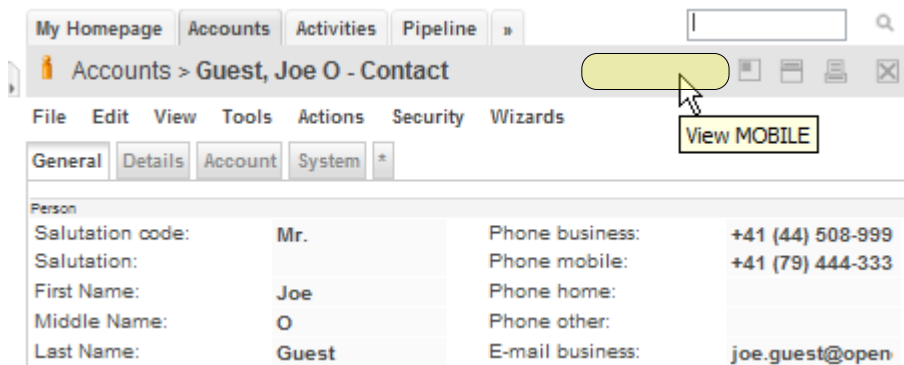 My Homepage Accounts Activities Pipeline »
Accounts > Guest, Joe O - Contact
File Edit View Tools Actions Security Wizards
View MOBILE
General Details Account System *
Person
Salutation code: Mr. Phone business: +41 (44) 508-999
Salutation: Phone mobile: +41 (79) 444-333
First Name: Joe Phone home:
Middle Name: O Phone other:
Last Name: Guest E-mail business: joe.guest@open